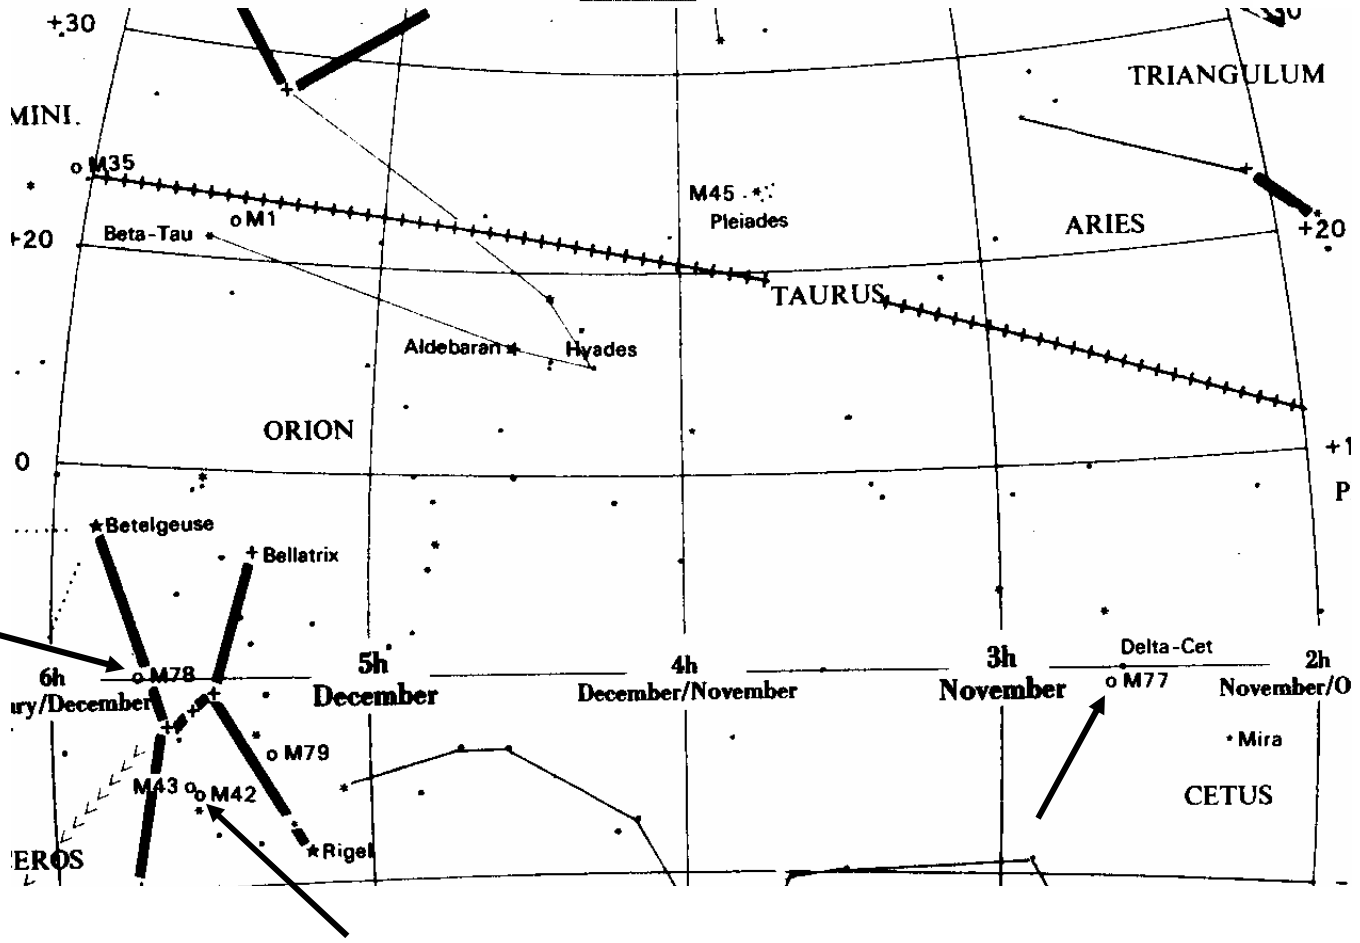 +30
30
TRIANGULUM
MINI.
M35
M45
Pleiades
M1
ARIES
Beta-Tau
+20
+20
TAURUS
Aldebaran
Hyades
ORION
0
+1
P
Betelgeuse
Bellatrix
Delta-Cet
6h
M78
5h
4h
3h
2h
ary/December
December
December/November
November
M77
November/O
Mira
M79
M43
M42
CETUS
Rigel
EROS